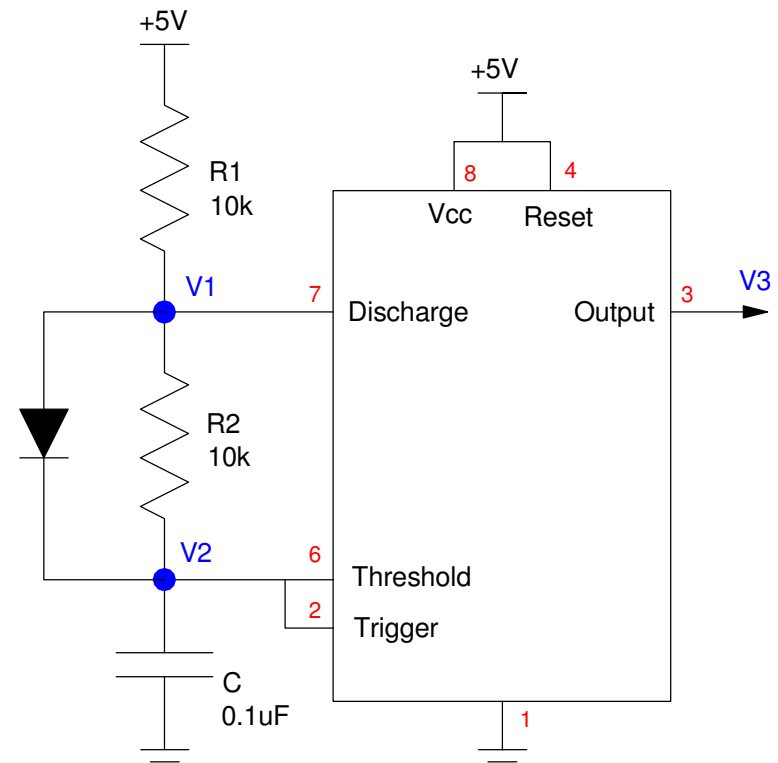 +5V
+5V
R1
10k
8
4
Vcc
Reset
V1
7
Discharge
Output
3
V3
R2
10k
V2
6
Threshold
2
Trigger
C
0.1uF
1